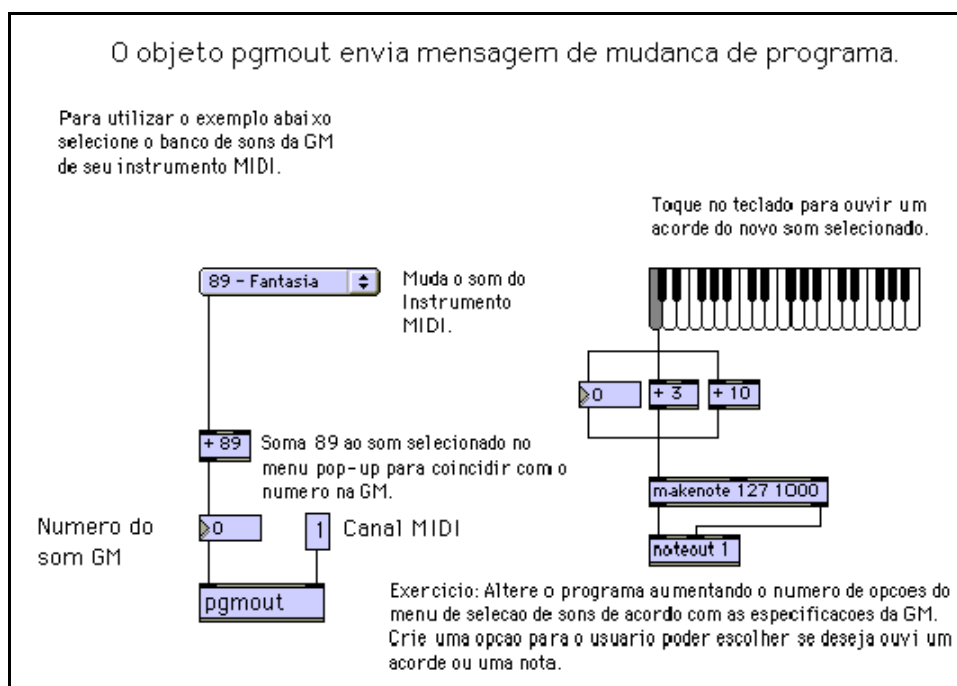 O objeto pgmout envia mensagem de mudanca de programa.
Para utilizar o exemplo abaixo
selecione o banco de sons da GM
de seu instrumento MIDI.
Toque no teclado para ouvir um
acorde do novo som selecionado.
89 - Fantasia
Muda o som do
Instrumento
MIDI.
0
+ 3
+ 10
+ 89
Soma 89 ao som selecionado no
menu pop-up para coincidir com o
numero na GM.
makenote 127 1000
Numero do
som GM
0
1
Canal MIDI
noteout 1
pgmout
Exercicio: Altere o programa aumentando o numero de opcoes do
menu de selecao de sons de acordo com as especificacoes da GM.
Crie uma opcao para o usuario poder escolher se deseja ouvi um
acorde ou uma nota.